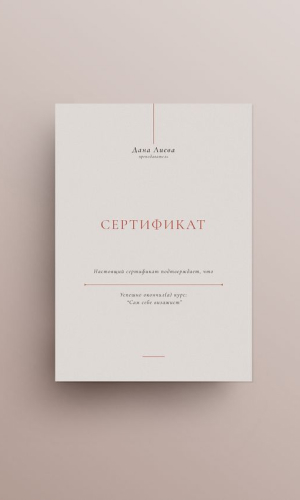 Дана Лиева
преподаватель
СЕРТИФИКАТ
Настоящий сертификат подтверждает, что
Успешно окончил(а) курс:
"Сам себе визажист"